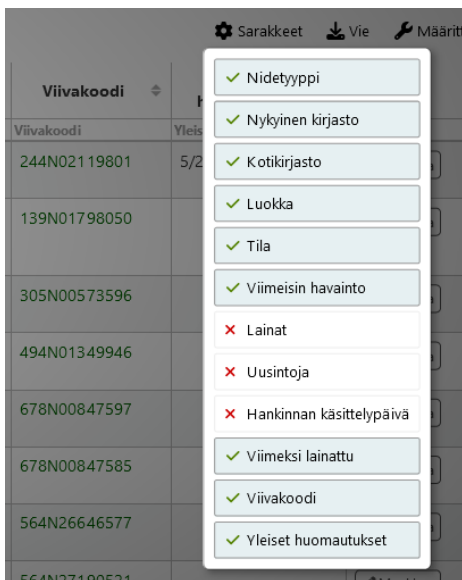 Sarakkeet Vie Määritt
Viivakoodi
Viivakoodi Yleis
244N02119801 5/2
139N01798050
305N00573596
494N01349946
678N00847597
678N00847585
564N26646577
Nidetyyppi
Nykyinen kirjasto
Kotikirjasto
Luokka
Tila
Viimeisin havainto
Lainat
Uusintoja
Hankinnan käsittelypäivä
Viimeksi lainattu
Viivakoodi
Yleiset huomautukset